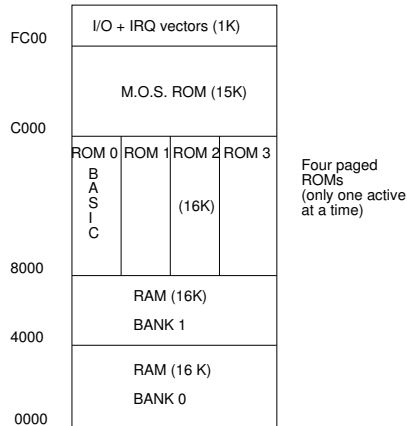 I/O + IRQ vectors (1K)
FC00
M.O.S. ROM (15K)
C000
ROM 0 ROM 1 ROM 2 ROM 3
B
A
S
I
C
(16K)
Four paged
ROMs
(only one active
at a time)
8000
RAM (16K)
BANK 1
4000
RAM (16 K)
BANK 0
0000